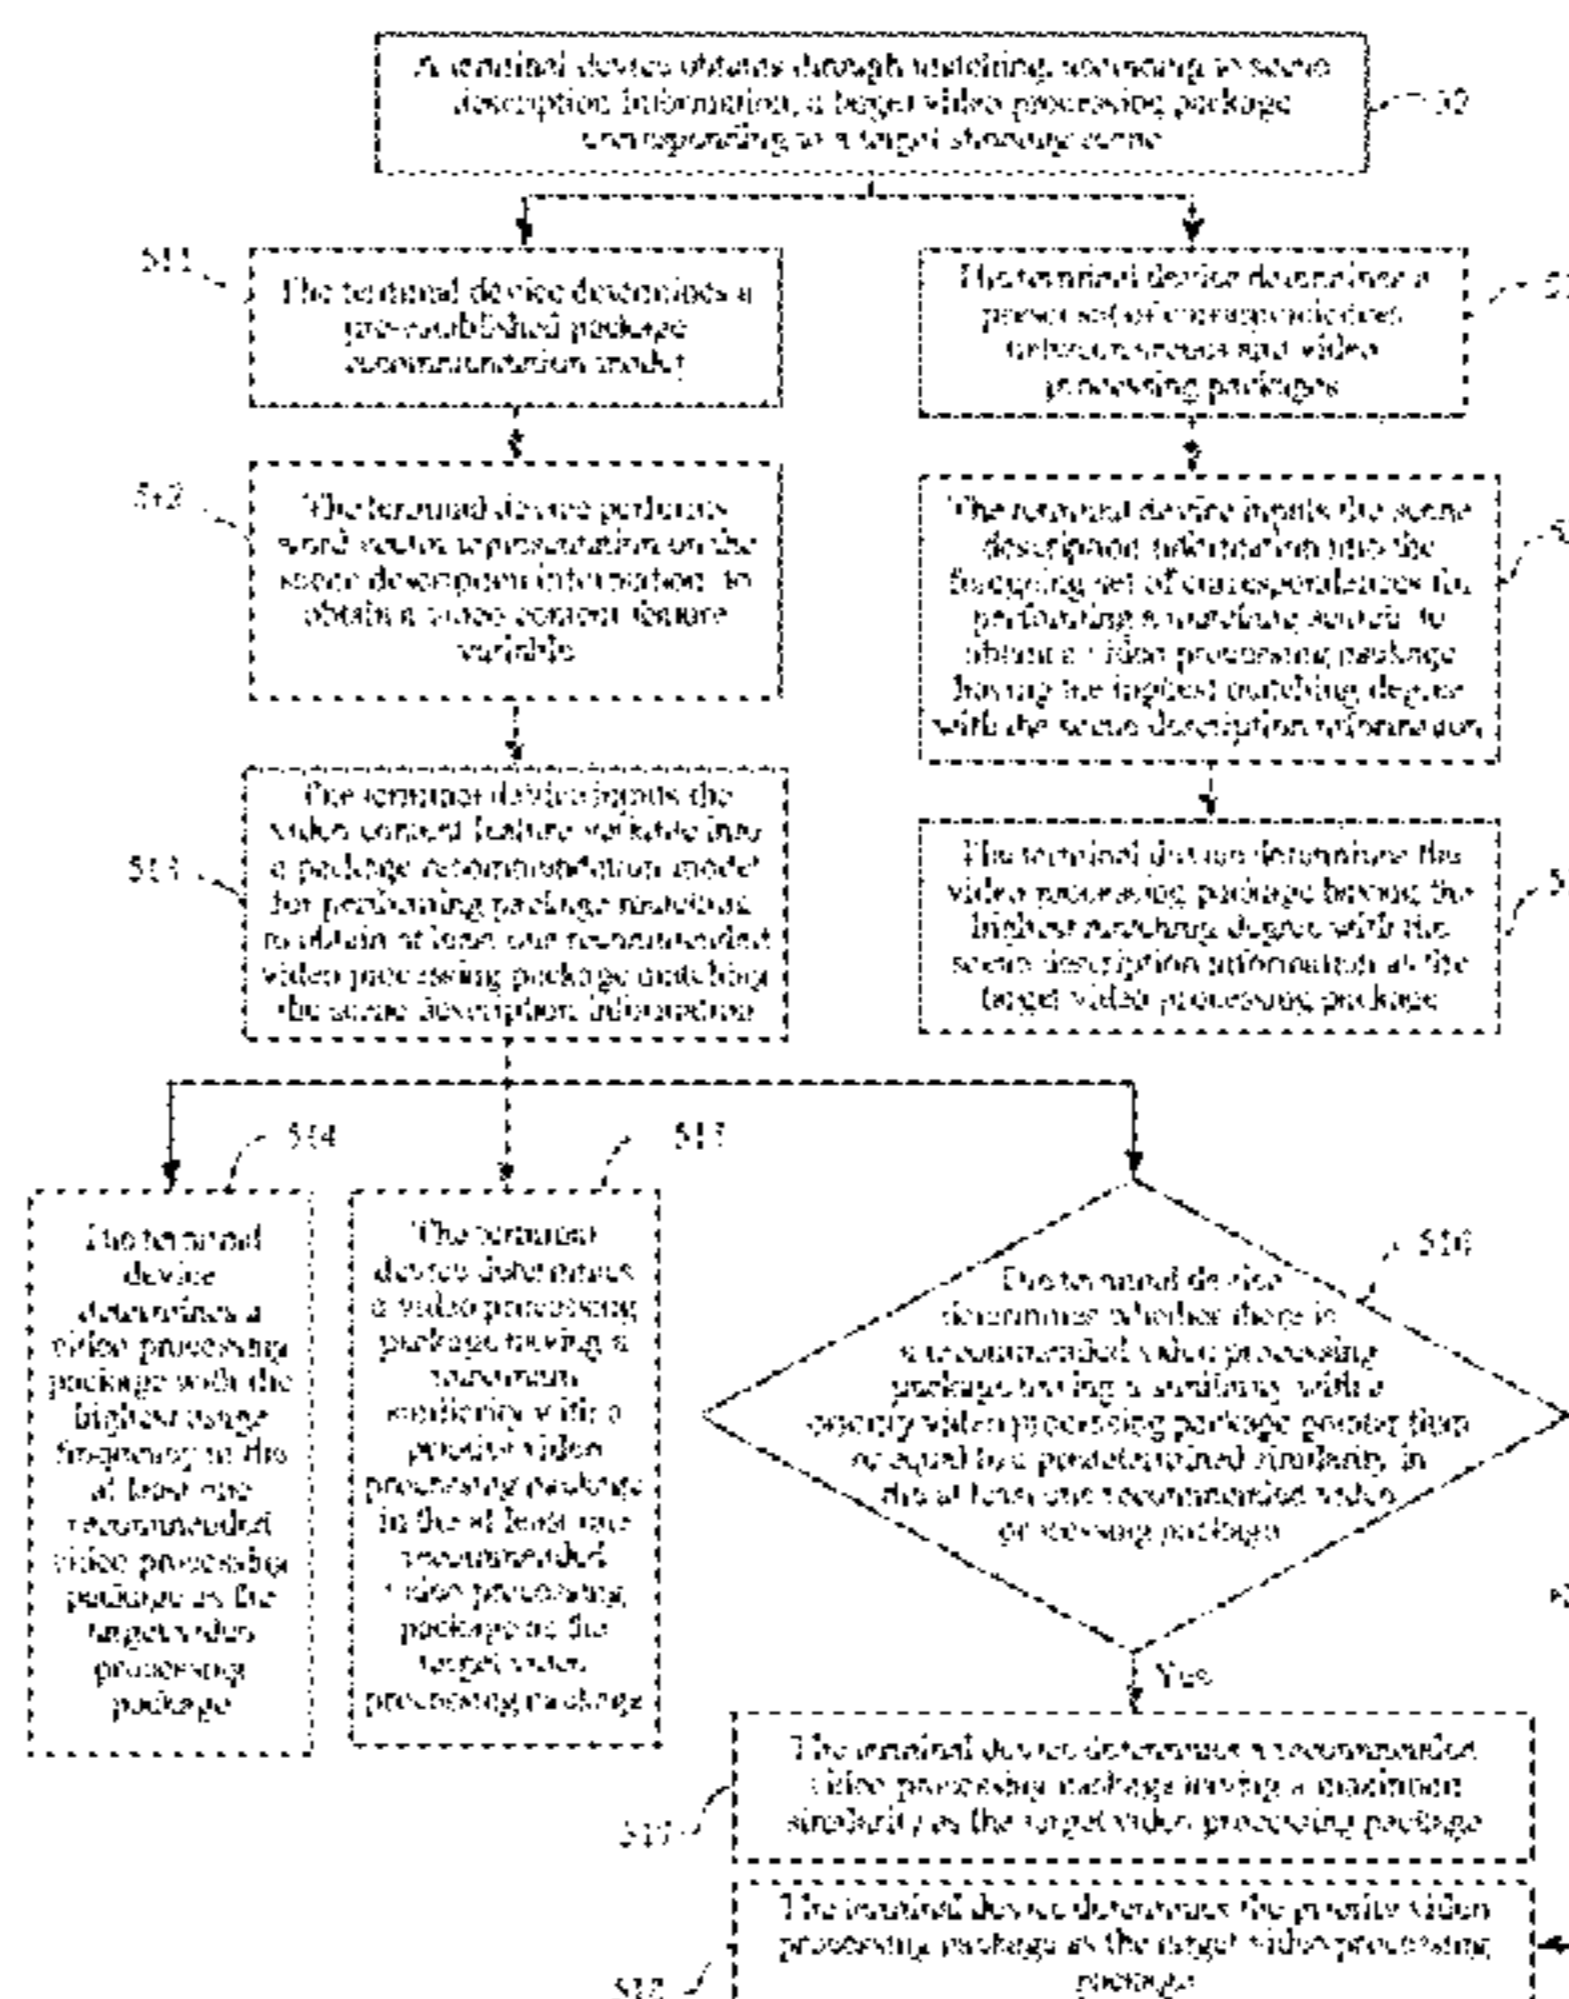 A terminal device obtains through matching, according to scene
description information, a target video processing package
corresponding to a target shooting scene
511
The terminal device determines a
pre-established package
recommendation model
The terminal device determines a
preset set of correspondences
between scenes and video
processing packages
512
The terminal device performs
word vector representation on the
scene description information to
obtain a video content feature
variable
The terminal device inputs the scene
description information into the
foregoing set of correspondences for
performing a matching search to
obtain a video processing package
having the highest matching degree
with the scene description information
513
The terminal device inputs the
video content feature variable into
a package recommendation model
for performing package matching
to obtain at least one recommended
video processing package matching
the scene description information
The terminal device determines the
video processing package having the
highest matching degree with the
scene description information as the
target video processing package
514
The terminal
device
determines a
video processing
package with the
highest usage
frequency in the
at least one
recommended
video processing
package as the
target video
processing
package
515
The terminal
device determines
a video processing
package having a
maximum
similarity with a
priority video
processing package
in the at least one
recommended
video processing
package as the
target video
processing package
516
The terminal device
determines whether there is
a recommended video processing
package having a similarity with a
priority video processing package greater than
or equal to a predetermined similarity in
the at least one recommended video
processing package
Yes
517
The terminal device determines a recommended
video processing package having a maximum
similarity as the target video processing package
518
The terminal device determines the priority video
processing package as the target video processing
package